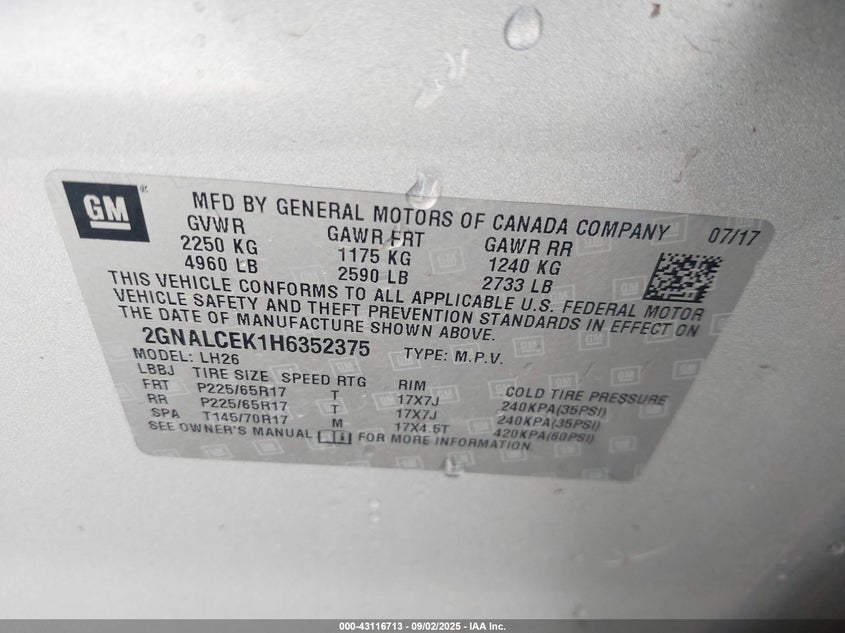 GM®
MFD BY GENERAL MOTORS OF CANADA COMPANY 07/17
GVWR GAWR FRT GAWR RR
2250 KG 1175 KG 1240 KG
4960 LB 2590 LB 2733 LB
THIS VEHICLE CONFORMS TO ALL APPLICABLE U.S. FEDERAL MOTOR
VEHICLE SAFETY AND THEFT PREVENTION STANDARDS IN EFFECT ON
THE DATE OF MANUFACTURE SHOWN ABOVE.
2GNALCEK1H6352375 TYPE: M.P.V.
MODEL: LH26
LBBJ TIRE SIZE SPEED RTG RIM COLD TIRE PRESSURE
FRT P225/65R17 T 17X7J 240KPA(35PSI)
RR P225/65R17 T 17X7J 240KPA(35PSI)
SPA T145/70R17 M 17X4.5T 420KPA(60PSI)
SEE OWNER'S MANUAL FOR MORE INFORMATION.
000-43116713 - 09/02/2025 - IAA Inc.